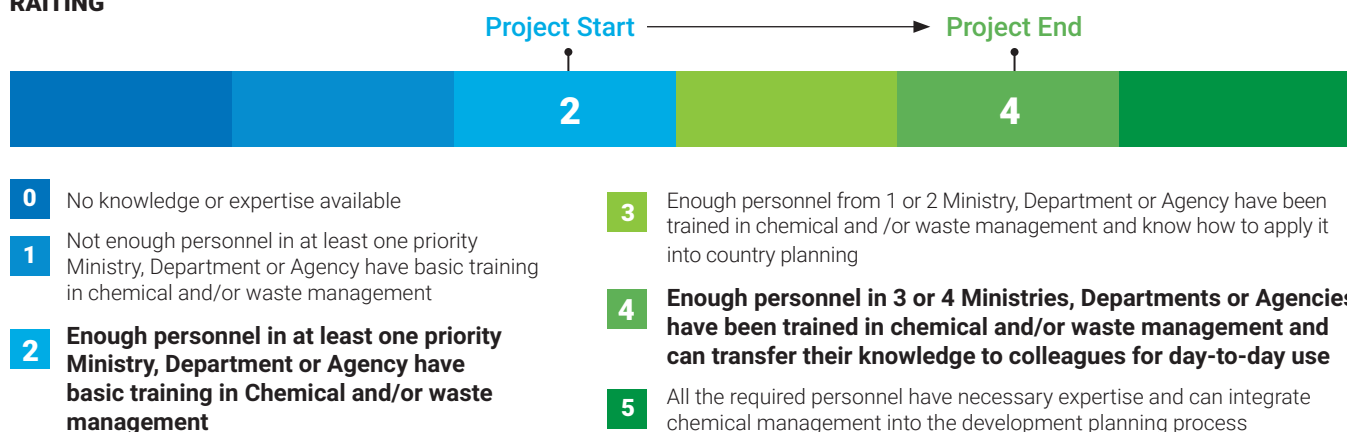 RAITING
Project Start
Project End
2
4
0
No knowledge or expertise available
1
Not enough personnel in at least one priority
Ministry, Department or Agency have basic training
in chemical and/or waste management
2
Enough personnel in at least one priority
Ministry, Department or Agency have
basic training in Chemical and/or waste
management
3
Enough personnel from 1 or 2 Ministry, Department or Agency have been
trained in chemical and /or waste management and know how to apply it
into country planning
4
Enough personnel in 3 or 4 Ministries, Departments or Agencies
have been trained in chemical and/or waste management and
can transfer their knowledge to colleagues for day-to-day use
5
All the required personnel have necessary expertise and can integrate
chemical management into the development planning process